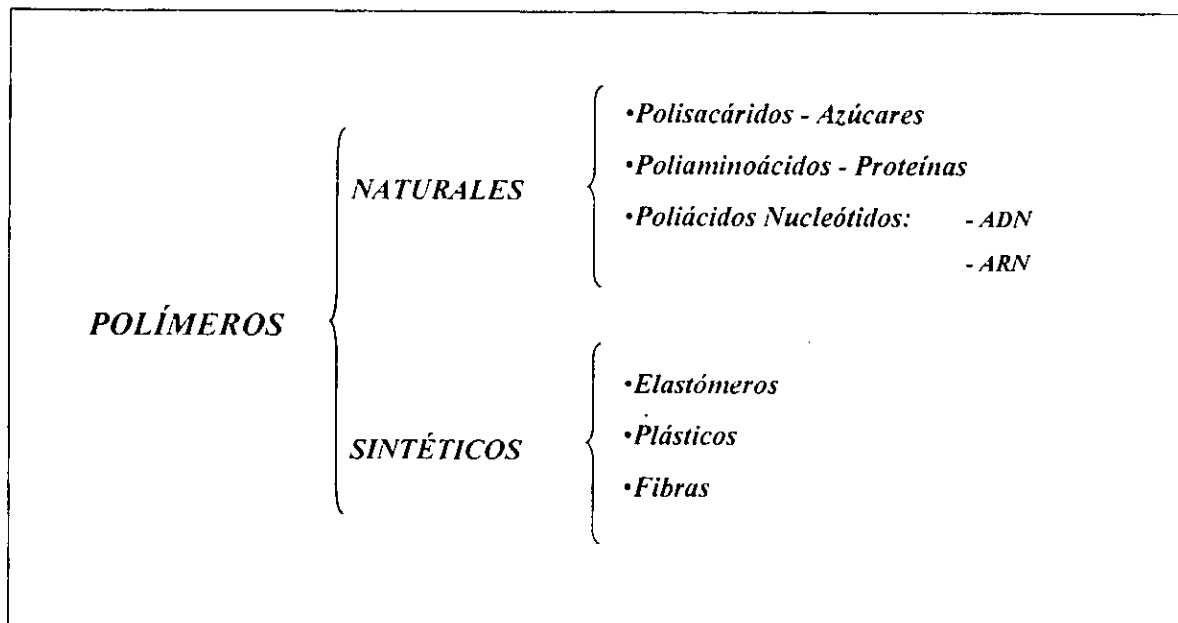 •Polisacáridos - Azúcares
•Poliaminoácidos - Proteínas
NATURALES
•Poliácidos Nucleótidos: - ADN
- ARN
POLÍMEROS
•Elastómeros
•Plásticos
SINTÉTICOS
•Fibras